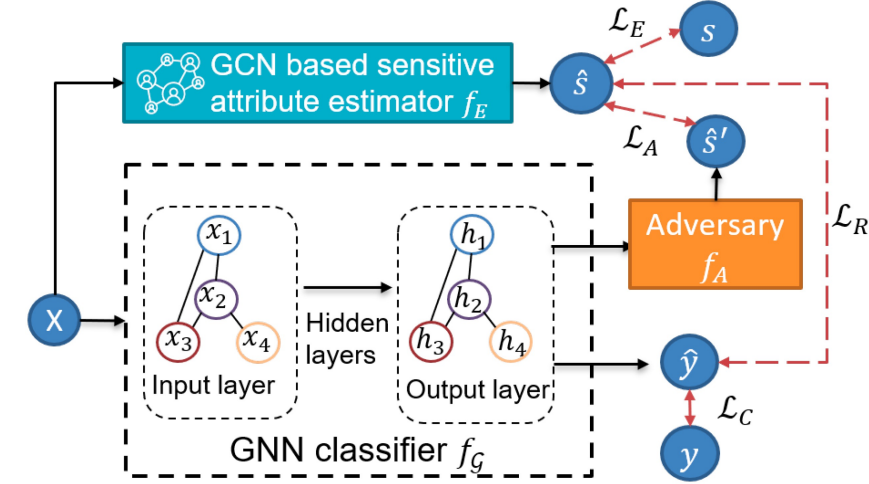 ℒ_E
s
GCN based sensitive
attribute estimator f_E
ŝ
ℒ_A
ŝ′
x₁
h₁
Adversary
f_A
ℒ_R
x₂
h₂
X
Hidden
layers
x₃
x₄
h₃
h₄
ŷ
Input layer
Output layer
ℒ_C
GNN classifier f_𝒢
y